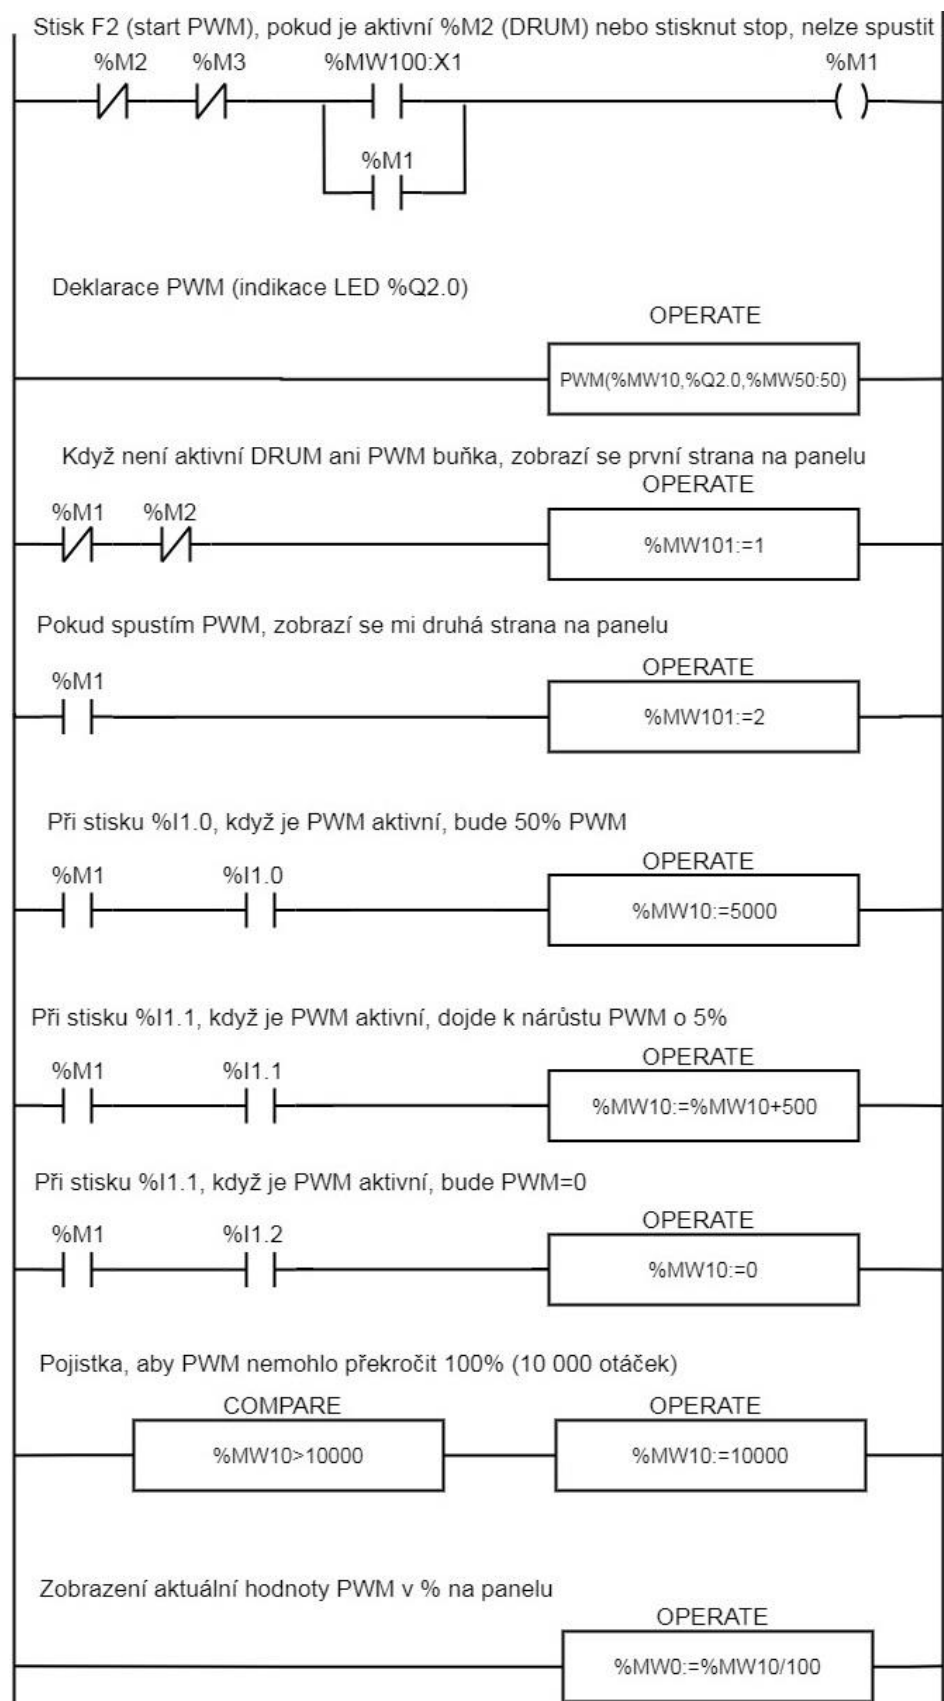 Stisk F2 (start PWM), pokud je aktivní %M2 (DRUM) nebo stisknut stop, nelze spustit
%M2 %M3 %MW100:X1 %M1
%M1
Deklarace PWM (indikace LED %Q2.0)
OPERATE
PWM(%MW10,%Q2.0,%MW50:50)
Když není aktivní DRUM ani PWM buňka, zobrazí se první strana na panelu
OPERATE
%M1 %M2
%MW101:=1
Pokud spustím PWM, zobrazí se mi druhá strana na panelu
OPERATE
%M1
%MW101:=2
Při stisku %I1.0, když je PWM aktivní, bude 50% PWM
OPERATE
%M1 %I1.0
%MW10:=5000
Při stisku %I1.1, když je PWM aktivní, dojde k nárůstu PWM o 5%
OPERATE
%M1 %I1.1
%MW10:=%MW10+500
Při stisku %I1.1, když je PWM aktivní, bude PWM=0
OPERATE
%M1 %I1.2
%MW10:=0
Pojistka, aby PWM nemohlo překročit 100% (10 000 otáček)
COMPARE OPERATE
%MW10>10000 %MW10:=10000
Zobrazení aktuální hodnoty PWM v % na panelu
OPERATE
%MW0:=%MW10/100